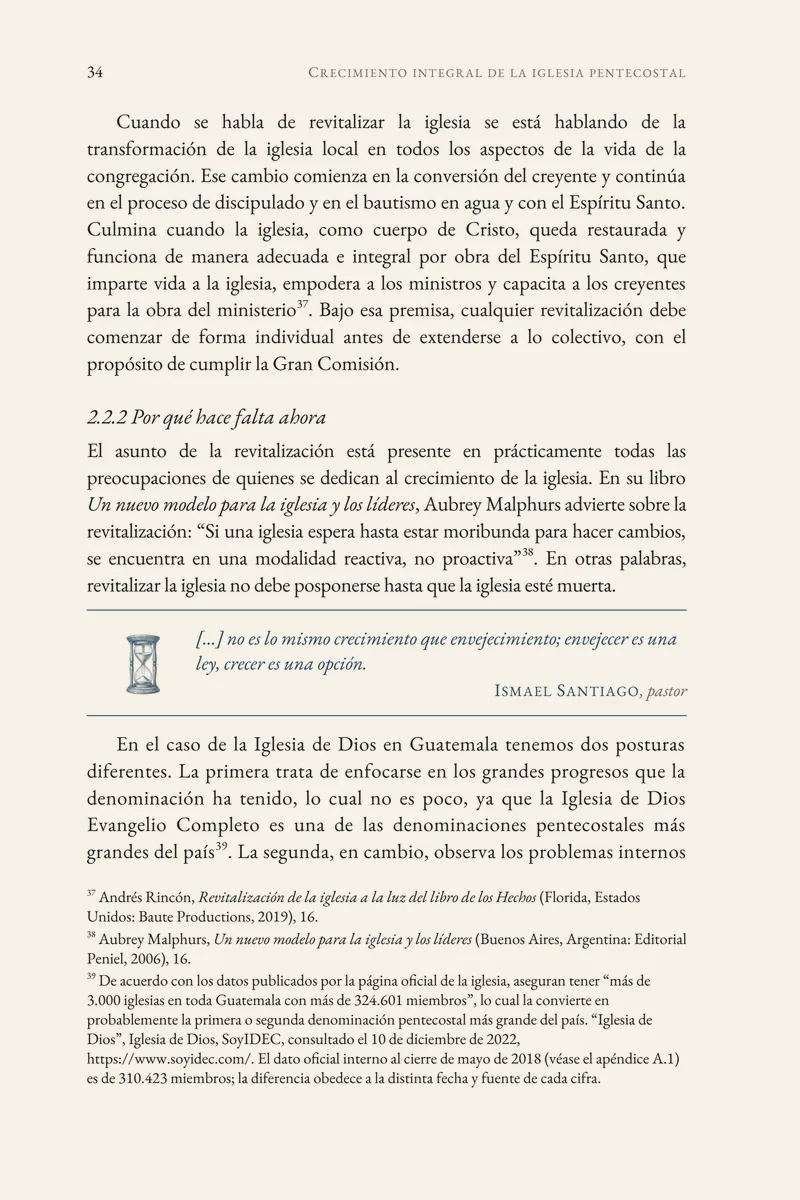 34 CRECIMIENTO INTEGRAL DE LA IGLESIA PENTECOSTAL
Cuando se habla de revitalizar la iglesia se está hablando de la
transformación de la iglesia local en todos los aspectos de la vida de la
congregación. Ese cambio comienza en la conversión del creyente y continúa
en el proceso de discipulado y en el bautismo en agua y con el Espíritu Santo.
Culmina cuando la iglesia, como cuerpo de Cristo, queda restaurada y
funciona de manera adecuada e integral por obra del Espíritu Santo, que
imparte vida a la iglesia, empodera a los ministros y capacita a los creyentes
para la obra del ministerio³⁷. Bajo esa premisa, cualquier revitalización debe
comenzar de forma individual antes de extenderse a lo colectivo, con el
propósito de cumplir la Gran Comisión.
2.2.2 Por qué hace falta ahora
El asunto de la revitalización está presente en prácticamente todas las
preocupaciones de quienes se dedican al crecimiento de la iglesia. En su libro
Un nuevo modelo para la iglesia y los líderes, Aubrey Malphurs advierte sobre la
revitalización: “Si una iglesia espera hasta estar moribunda para hacer cambios,
se encuentra en una modalidad reactiva, no proactiva”³⁸. En otras palabras,
revitalizar la iglesia no debe posponerse hasta que la iglesia esté muerta.
[...] no es lo mismo crecimiento que envejecimiento; envejecer es una
ley, crecer es una opción.
ISMAEL SANTIAGO, pastor
En el caso de la Iglesia de Dios en Guatemala tenemos dos posturas
diferentes. La primera trata de enfocarse en los grandes progresos que la
denominación ha tenido, lo cual no es poco, ya que la Iglesia de Dios
Evangelio Completo es una de las denominaciones pentecostales más
grandes del país³⁹. La segunda, en cambio, observa los problemas internos
³⁷ Andrés Rincón, Revitalización de la iglesia a la luz del libro de los Hechos (Florida, Estados
Unidos: Baute Productions, 2019), 16.
³⁸ Aubrey Malphurs, Un nuevo modelo para la iglesia y los líderes (Buenos Aires, Argentina: Editorial
Peniel, 2006), 16.
³⁹ De acuerdo con los datos publicados por la página oficial de la iglesia, aseguran tener “más de
3.000 iglesias en toda Guatemala con más de 324.601 miembros”, lo cual la convierte en
probablemente la primera o segunda denominación pentecostal más grande del país. “Iglesia de
Dios”, Iglesia de Dios, SoyIDEC, consultado el 10 de diciembre de 2022,
https://www.soyidec.com/. El dato oficial interno al cierre de mayo de 2018 (véase el apéndice A.1)
es de 310.423 miembros; la diferencia obedece a la distinta fecha y fuente de cada cifra.